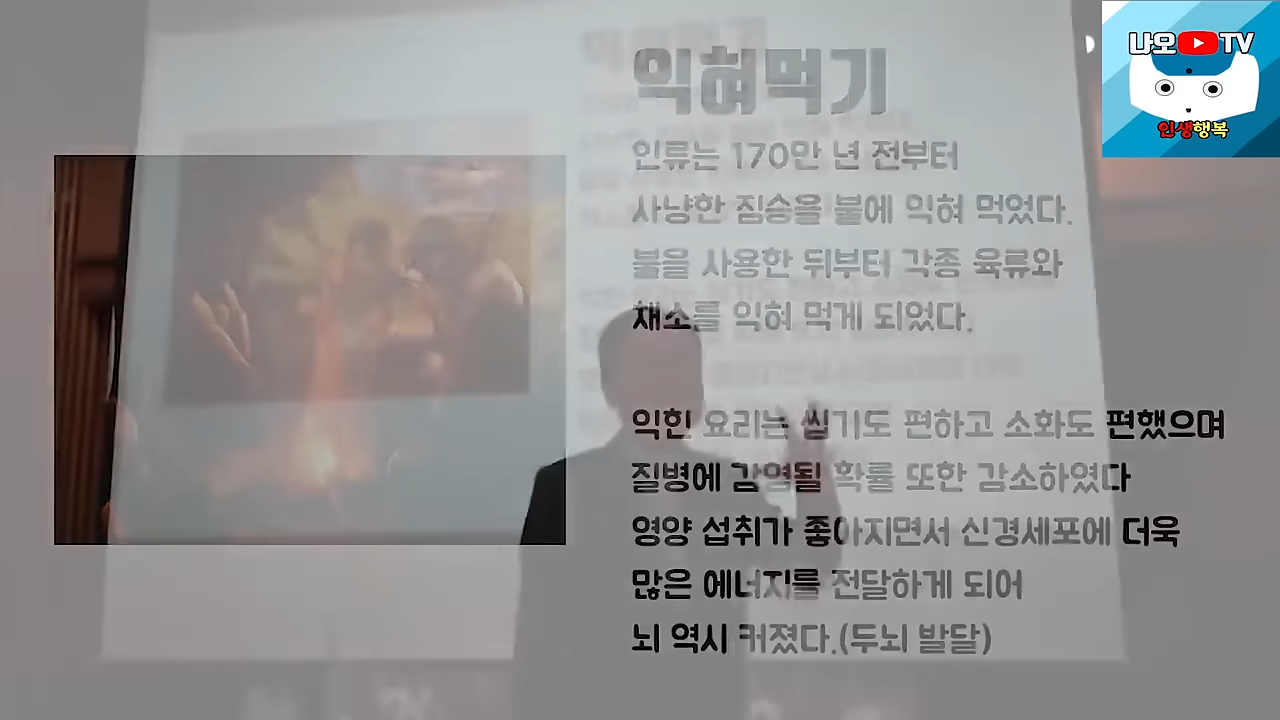 나오 TV
인생행복
익혀먹기
인류는 170만 년 전부터
사냥한 짐승을 불에 익혀 먹었다.
불을 사용한 뒤부터 각종 육류와
채소를 익혀 먹게 되었다.
익힌 요리는 씹기도 편하고 소화도 편했으며
질병에 감염될 확률 또한 감소하였다
영양 섭취가 좋아지면서 신경세포에 더욱
많은 에너지를 전달하게 되어
뇌 역시 커졌다.(두뇌 발달)